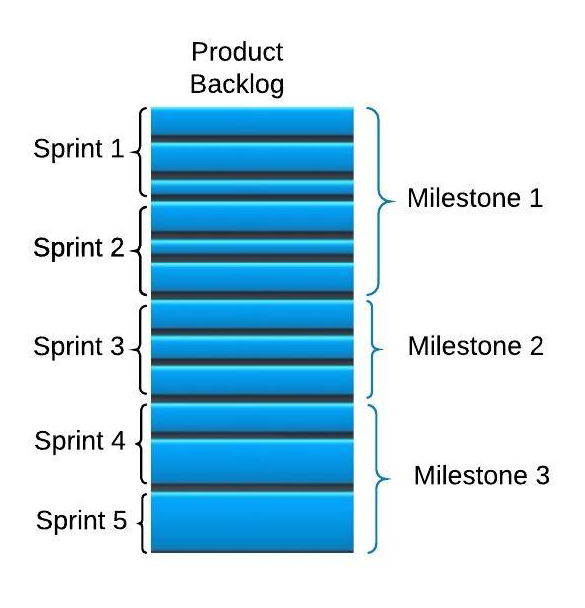 Product
Backlog
Sprint 1
Milestone 1
Sprint 2
Sprint 3
Milestone 2
Sprint 4
Milestone 3
Sprint 5